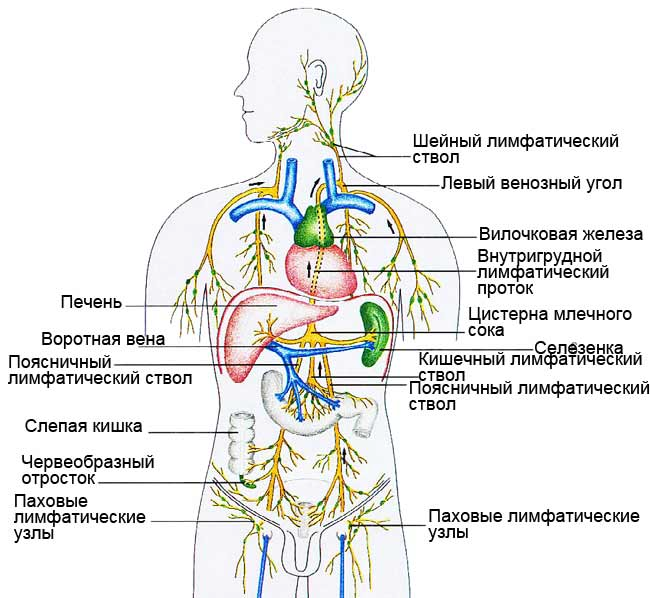 Шейный лимфатический
ствол
Левый венозный угол
Вилочковая железа
Внутригрудной
лимфатический
проток
Печень
Цистерна млечного
сока
Воротная вена
Селезенка
Поясничный
лимфатический ствол
Кишечный лимфатический
ствол
Поясничный лимфатический
ствол
Слепая кишка
Червеобразный
отросток
Паховые
лимфатические
узлы
Паховые лимфатические
узлы